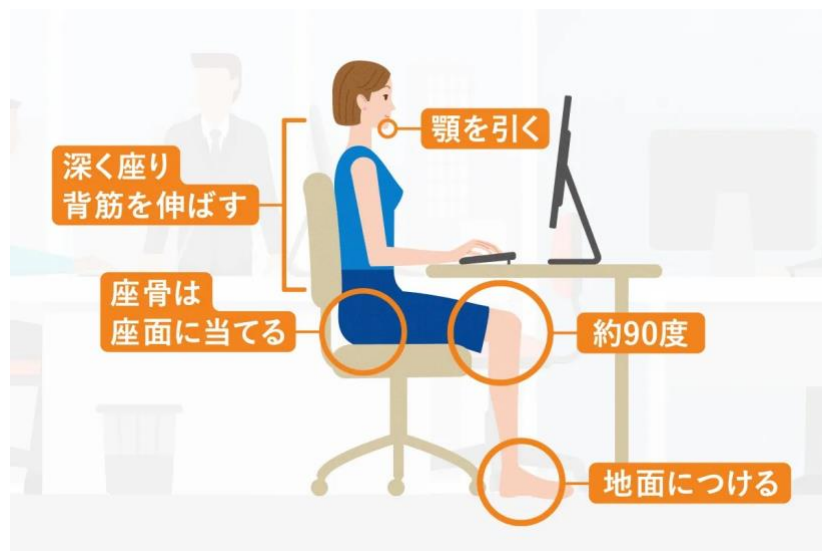 顎を引く
深く座り
背筋を伸ばす
座骨は
座面に当てる
約90度
地面につける